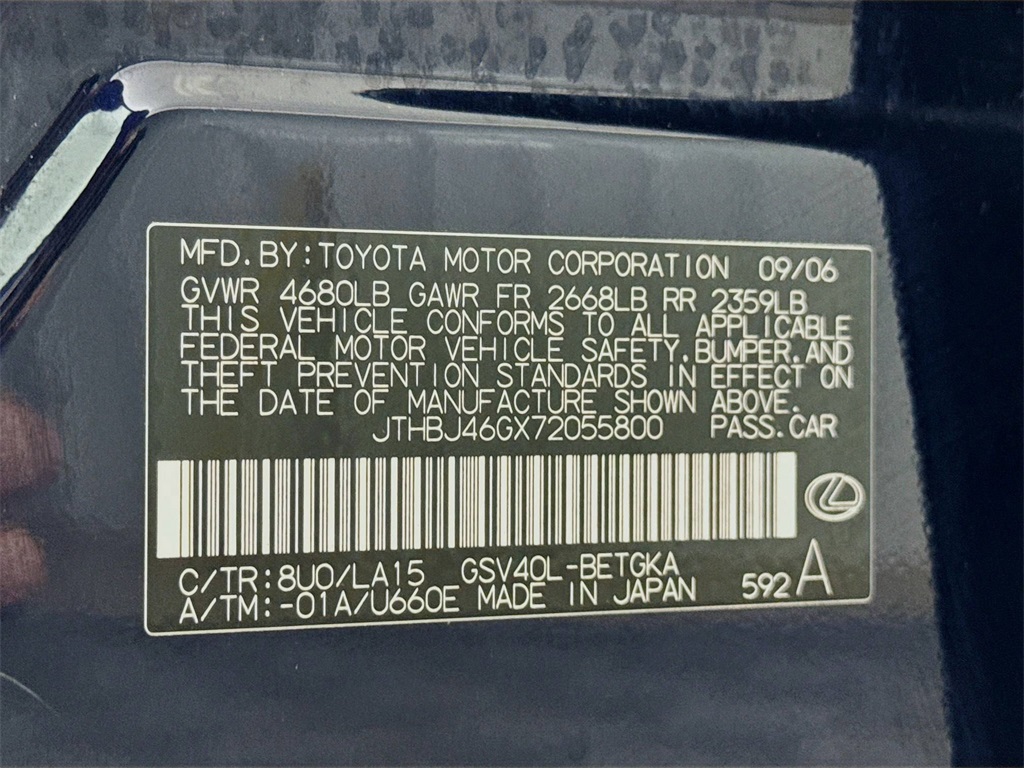 MFD.BY:TOYOTA MOTOR CORPORATION 09/06
GVWR 4680LB GAWR FR 2668LB RR 2359LB
THIS VEHICLE CONFORMS TO ALL APPLICABLE
FEDERAL MOTOR VEHICLE SAFETY.BUMPER.AND
THEFT PREVENTION STANDARDS IN EFFECT ON
THE DATE OF MANUFACTURE SHOWN ABOVE.
JTHBJ46GX72055800 PASS.CAR
C/TR:8U0/LA15 GSV40L-BETGKA
A/TM:-01A/U660E MADE IN JAPAN 592 A